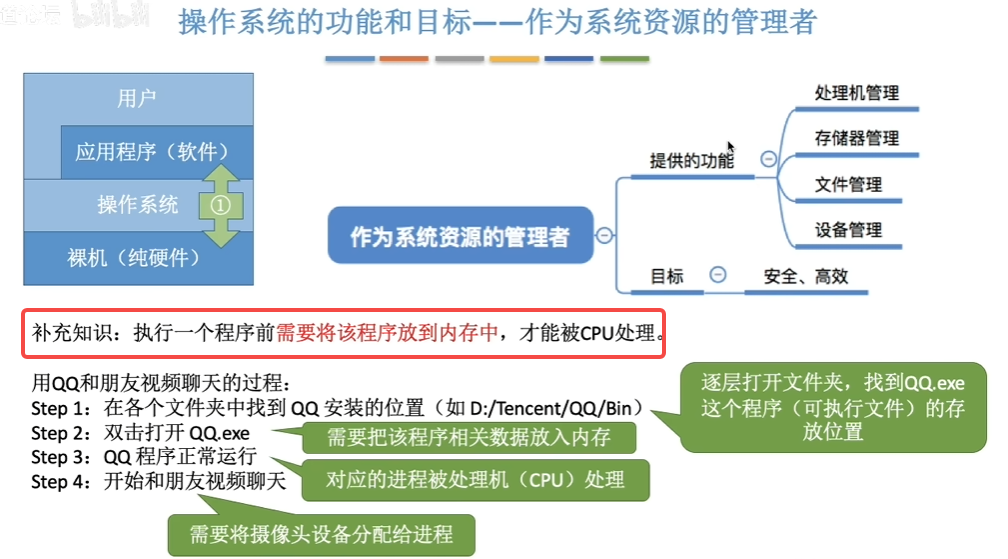 bilibili
操作系统的功能和目标——作为系统资源的管理者
用户
应用程序（软件）
操作系统
①
裸机（纯硬件）
作为系统资源的管理者
提供的功能
处理机管理
存储器管理
文件管理
设备管理
目标
安全、高效
补充知识：执行一个程序前需要将该程序放到内存中，才能被CPU处理。
用QQ和朋友视频聊天的过程：
Step 1：在各个文件夹中找到 QQ 安装的位置（如 D:/Tencent/QQ/Bin）
逐层打开文件夹，找到QQ.exe
这个程序（可执行文件）的存
放位置
Step 2：双击打开 QQ.exe
需要把该程序相关数据放入内存
Step 3：QQ 程序正常运行
对应的进程被处理机（CPU）处理
Step 4：开始和朋友视频聊天
需要将摄像头设备分配给进程